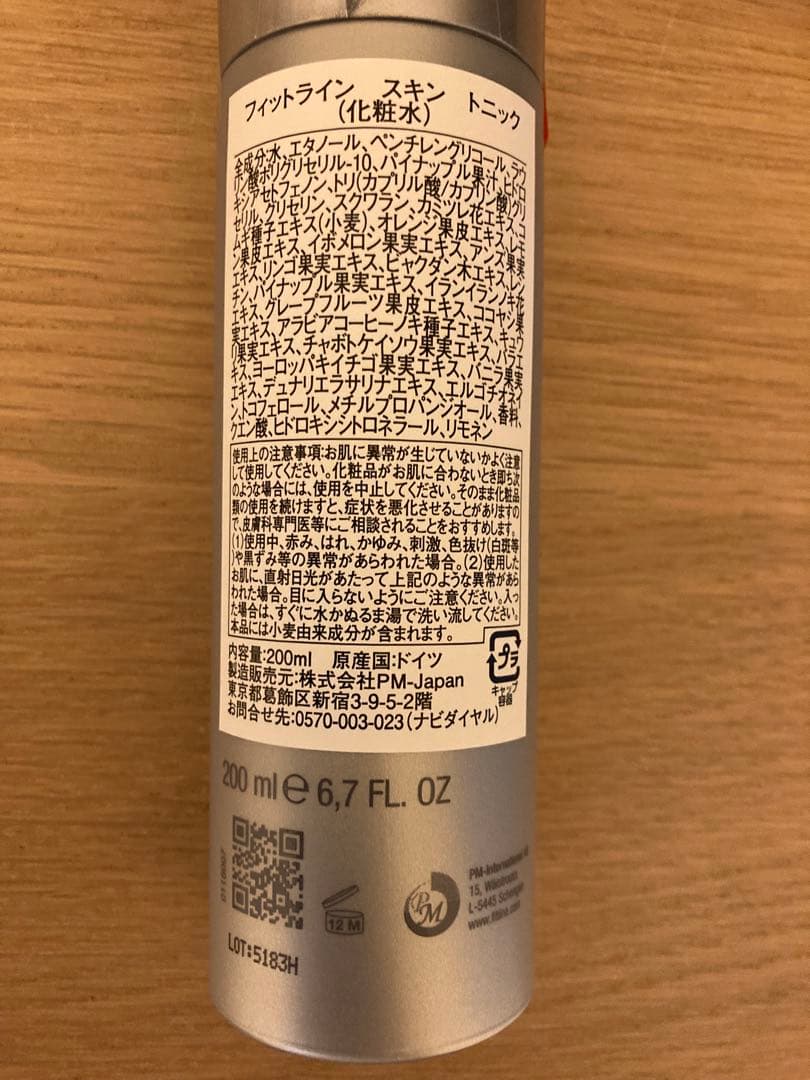 フィットライン スキン トニック
(化粧水)
全成分:水、エタノール、ペンチレングリコール、ラウ
リン酸ポリグリセリル-10、パイナップル果汁、ヒドロ
キシアセトフェノン、トリ(カプリル酸/カプリン酸)グリ
セリル、グリセリン、スクワラン、カミツレ花エキス、コ
ムギ種子エキス(小麦)、オレンジ果皮エキス、レモ
果皮エキス、イボメロン果実エキス、アンズ果実
エキス、リンゴ果実エキス、ビャクダン木エキス、
パイナップル果実エキス、イランイラン花
エキス、グレープフルーツ果皮エキス、ココヤシ果
実エキス、アラビアコーヒーノキ種子エキス、
果実エキス、チャボトケイソウ果実エキス、バニラ果実
エキス、ヨーロッパキイチゴ果実エキス、
エキス、デュナリエラサリナエキス、エルゴチオネイ
ン、トコフェロール、メチルプロパンジオール、香料、
クエン酸、ヒドロキシシトロネラール、リモネン
使用上の注意事項:お肌に異常が生じていないかよく注意
して使用してください。化粧品がお肌に合わないとき即ち次
のような場合には、使用を中止してください。そのまま化粧品
類の使用を続けますと、症状を悪化させることがありますの
で、皮膚科専門医等にご相談されることをおすすめします。
(1)使用中、赤み、はれ、かゆみ、刺激、色抜け(白斑等
)や黒ずみ等の異常があらわれた場合。(2)使用した
お肌に、直射日光があたって上記のような異常があら
われた場合。目に入らないようにご注意ください。入っ
た場合は、すぐに水かぬるま湯で洗い流してください。
本品には小麦由来成分が含まれます。
内容量:200ml 原産国:ドイツ
製造販売元:株式会社PM-Japan
東京都葛飾区新宿3-9-5-2階
お問合せ先:0570-003-023(ナビダイヤル)
プラ
キャップ
容器
200 ml e 6,7 FL. OZ
12 M
PM
PM-International
15, Wäistrooss
L-5445 Schengen
www.fitline.com
LOT:5183H